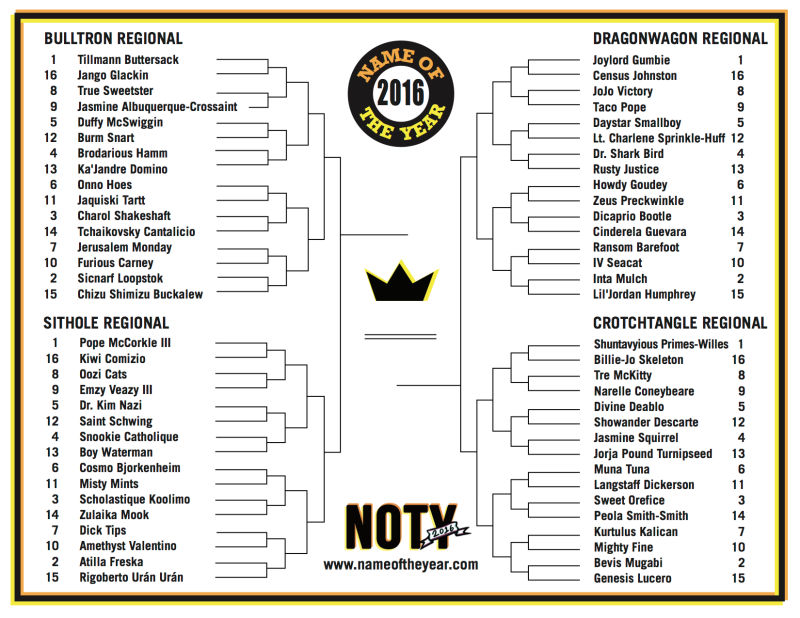 BULLTRON REGIONAL
1 Tillmann Buttersack
16 Jango Glackin
8 True Sweetster
9 Jasmine Albuquerque-Crossaint
5 Duffy McSwiggin
12 Burm Snart
4 Brodarious Hamm
13 Ka'Jandre Domino
6 Onno Hoes
11 Jaquiski Tartt
3 Charol Shakeshaft
14 Tchaikovsky Cantalicio
7 Jerusalem Monday
10 Furious Carney
2 Sicnarf Loopstok
15 Chizu Shimizu Buckalew
SITHOLE REGIONAL
1 Pope McCorkle III
16 Kiwi Comizio
8 Oozi Cats
9 Emzy Veazy III
5 Dr. Kim Nazi
12 Saint Schwing
4 Snookie Catholique
13 Boy Waterman
6 Cosmo Bjorkenheim
11 Misty Mints
3 Scholastique Koolimo
14 Zulaika Mook
7 Dick Tips
10 Amethyst Valentino
2 Atilla Freska
15 Rigoberto Urán Urán
NAME OF
2016
THE YEAR
NOTY
2016
www.nameoftheyear.com
DRAGONWAGON REGIONAL
Joylord Gumbie 1
Census Johnston 16
JoJo Victory 8
Taco Pope 9
Daystar Smallboy 5
Lt. Charlene Sprinkle-Huff 12
Dr. Shark Bird 4
Rusty Justice 13
Howdy Goudey 6
Zeus Preckwinkle 11
Dicaprio Bootle 3
Cinderela Guevara 14
Ransom Barefoot 7
IV Seacat 10
Inta Mulch 2
Lil'Jordan Humphrey 15
CROTCHTANGLE REGIONAL
Shuntavyious Primes-Willes 1
Billie-Jo Skeleton 16
Tre McKitty 8
Narelle Coneybeare 9
Divine Deablo 5
Showander Descarte 12
Jasmine Squirrel 4
Jorja Pound Turnipseed 13
Muna Tuna 6
Langstaff Dickerson 11
Sweet Orefice 3
Peola Smith-Smith 14
Kurtulus Kalican 7
Mighty Fine 10
Bevis Mugabi 2
Genesis Lucero 15